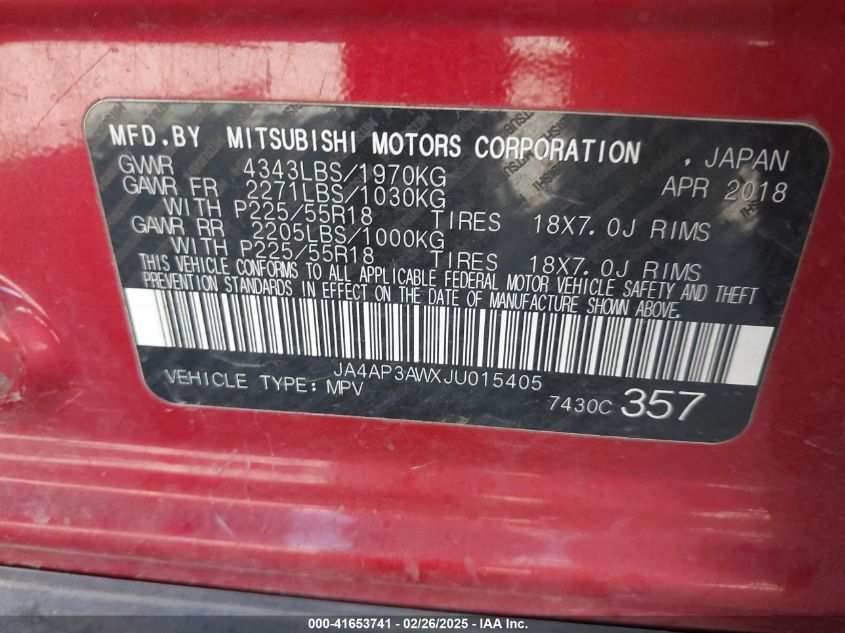 MFD.BY MITSUBISHI MOTORS CORPORATION , JAPAN
GVWR 4343LBS/1970KG APR 2018
GAWR FR 2271LBS/1030KG
WITH P225/55R18 TIRES 18X7.0J RIMS
GAWR RR 2205LBS/1000KG
WITH P225/55R18 TIRES 18X7.0J RIMS
THIS VEHICLE CONFORMS TO ALL APPLICABLE FEDERAL MOTOR VEHICLE SAFETY AND THEFT
PREVENTION STANDARDS IN EFFECT ON THE DATE OF MANUFACTURE SHOWN ABOVE.
JA4AP3AWXJU015405
VEHICLE TYPE: MPV
7430C 357
000-41653741 - 02/26/2025 - IAA Inc.